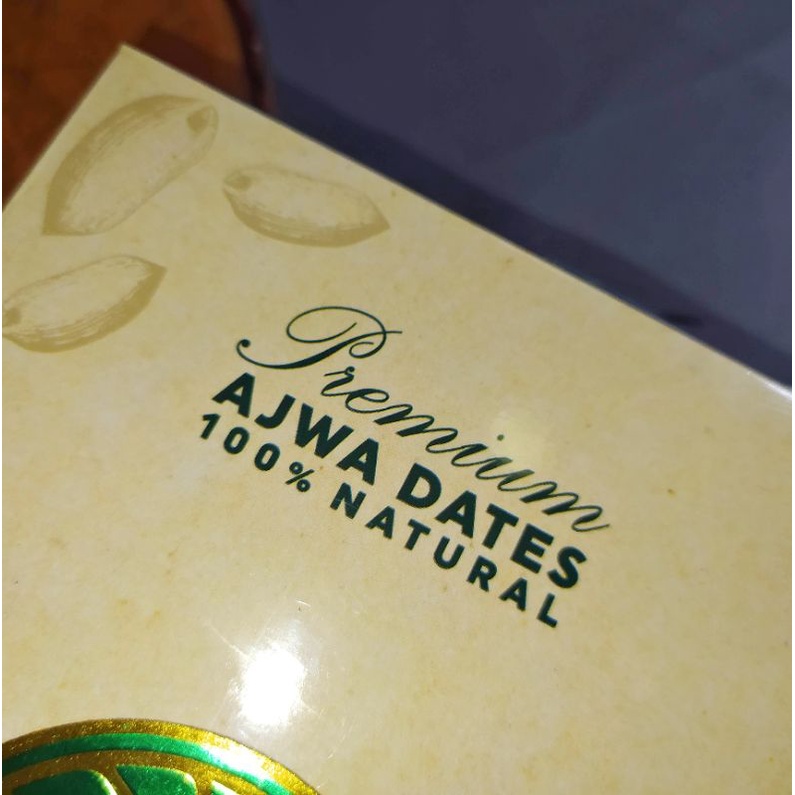 Premium
AJWA DATES
100% NATURAL